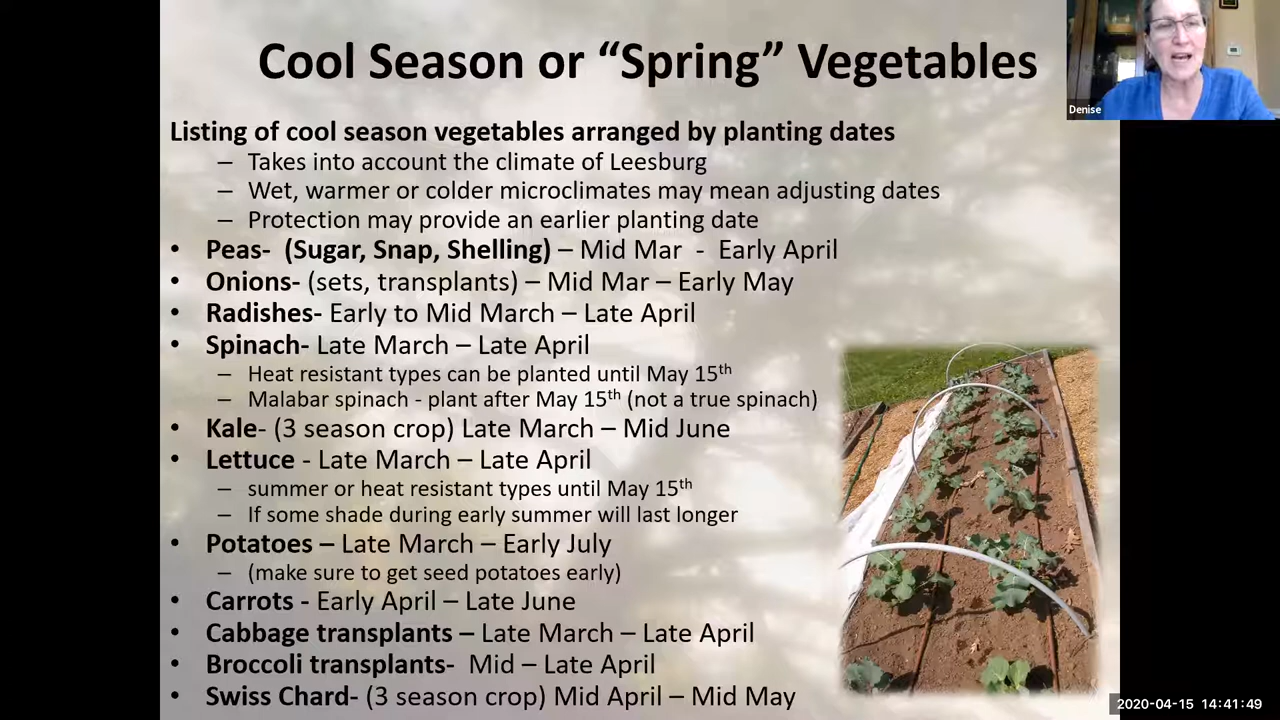 Cool Season or “Spring” Vegetables
Denise
Listing of cool season vegetables arranged by planting dates
– Takes into account the climate of Leesburg
– Wet, warmer or colder microclimates may mean adjusting dates
– Protection may provide an earlier planting date
• Peas- (Sugar, Snap, Shelling) – Mid Mar - Early April
• Onions- (sets, transplants) – Mid Mar – Early May
• Radishes- Early to Mid March – Late April
• Spinach- Late March – Late April
– Heat resistant types can be planted until May 15th
– Malabar spinach - plant after May 15th (not a true spinach)
• Kale- (3 season crop) Late March – Mid June
• Lettuce - Late March – Late April
– summer or heat resistant types until May 15th
– If some shade during early summer will last longer
• Potatoes – Late March – Early July
– (make sure to get seed potatoes early)
• Carrots - Early April – Late June
• Cabbage transplants – Late March – Late April
• Broccoli transplants- Mid – Late April
• Swiss Chard- (3 season crop) Mid April – Mid May
2020-04-15 14:41:49